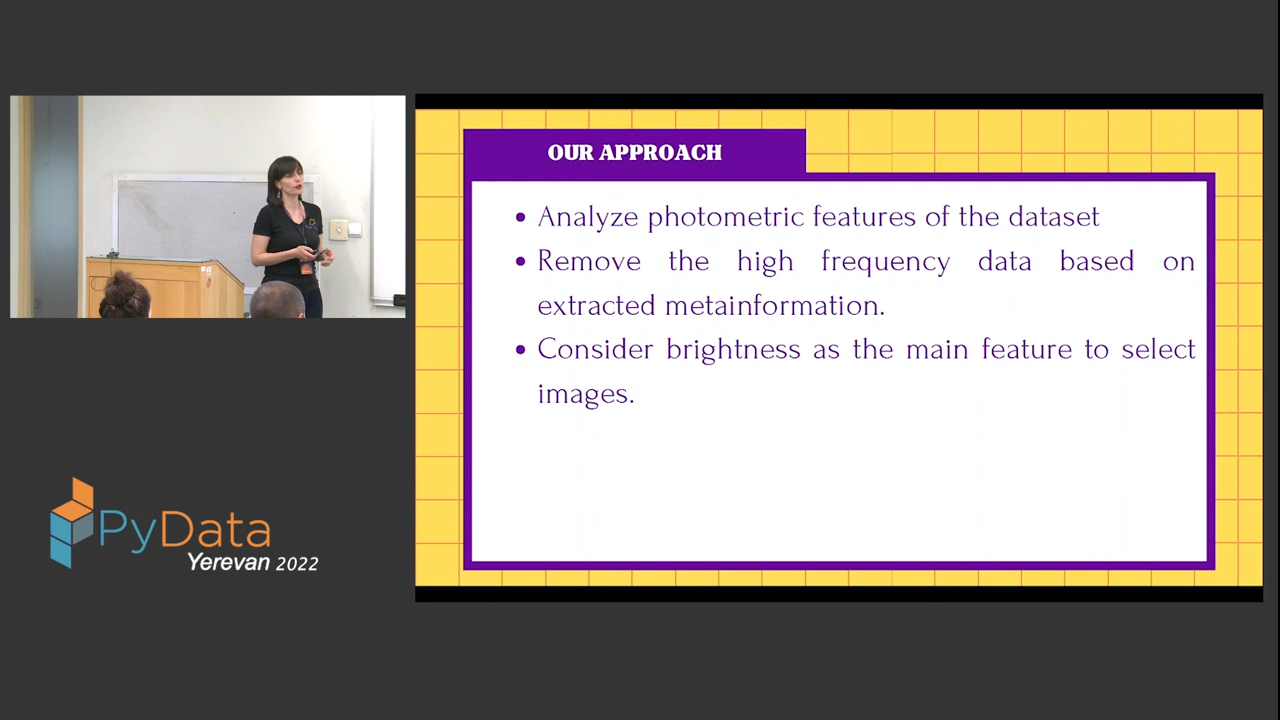 OUR APPROACH
Analyze photometric features of the dataset
Remove the high frequency data based on
extracted metainformation.
Consider brightness as the main feature to select
images.
PyData
Yerevan 2022